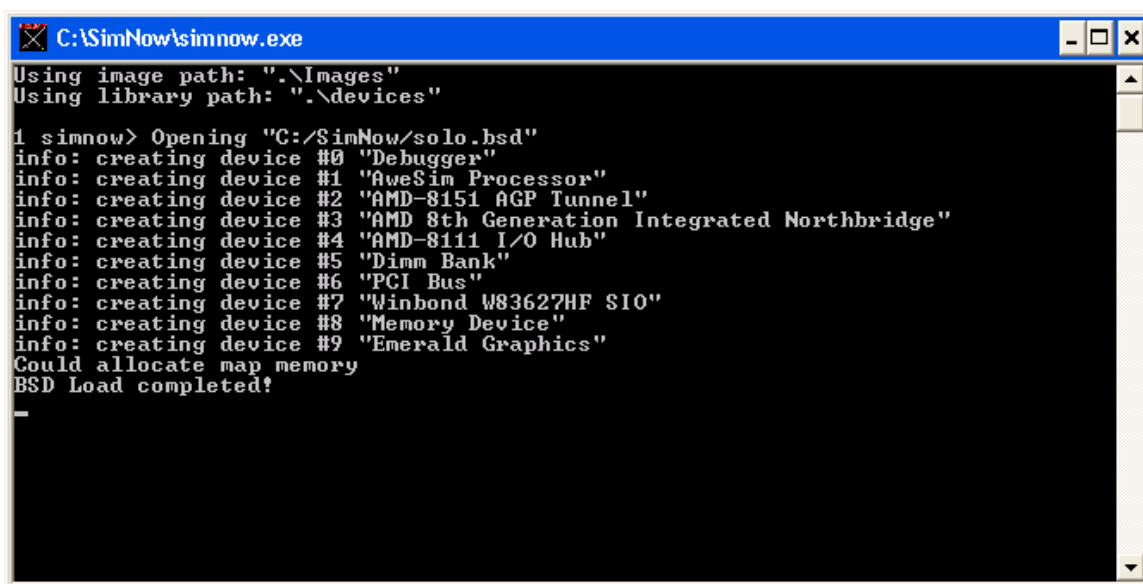 C:\SimNow\simnow.exe
Using image path: ".\Images"
Using library path: ".\devices"
1 simnow> Opening "C:/SimNow/solo.bsd"
info: creating device #0 "Debugger"
info: creating device #1 "AweSim Processor"
info: creating device #2 "AMD-8151 AGP Tunnel"
info: creating device #3 "AMD 8th Generation Integrated Northbridge"
info: creating device #4 "AMD-8111 I/O Hub"
info: creating device #5 "Dimm Bank"
info: creating device #6 "PCI Bus"
info: creating device #7 "Winbond W83627HF SIO"
info: creating device #8 "Memory Device"
info: creating device #9 "Emerald Graphics"
Could allocate map memory
BSD Load completed!